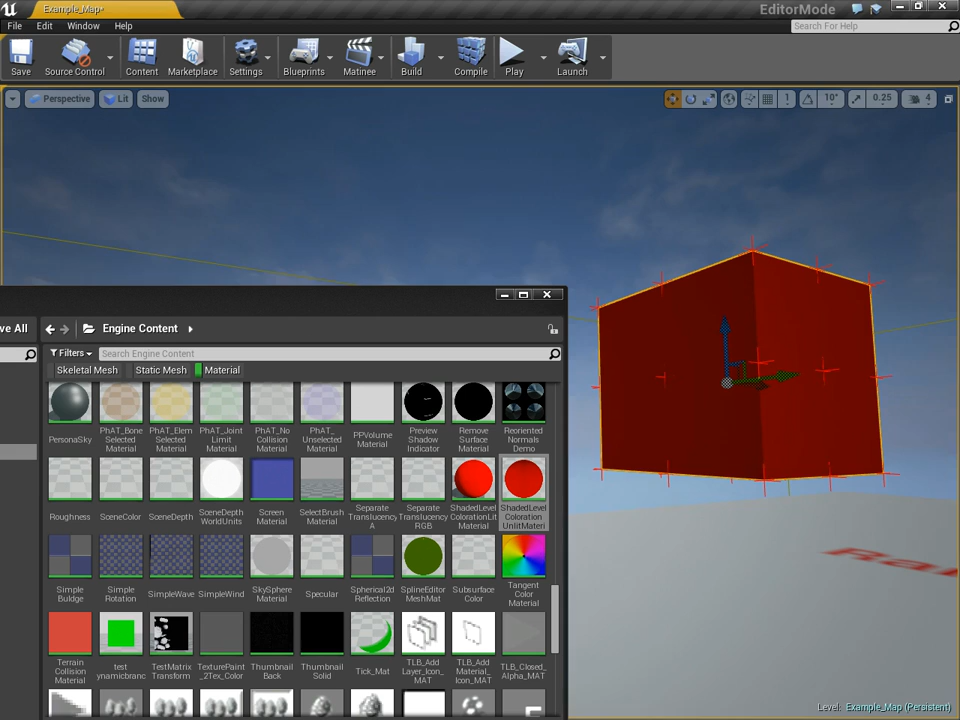 Example_Map*
EditorMode
File Edit Window Help
Search For Help
Save Source Control Content Marketplace Settings Blueprints Matinee Build Compile Play Launch
Perspective Lit Show
1 10° 0.25 4
ve All
Engine Content
Filters Search Engine Content
Skeletal Mesh Static Mesh Material
PersonaSky
PhAT_Bone
Selected
Material
PhAT_Elem
Selected
Material
PhAT_Joint
Limit
Material
PhAT_No
Collision
Material
PhAT_
Unselected
Material
PPVolume
Material
Preview
Shadow
Indicator
Remove
Surface
Material
Reoriented
Normals
Demo
Roughness
SceneColor
SceneDepth
SceneDepth
WorldUnits
Screen
Material
SelectBrush
Material
Separate
Translucency
A
Separate
Translucency
RGB
ShadedLevel
ColorationLit
Material
ShadedLevel
Coloration
UnlitMateri
Simple
Buldge
Simple
Rotation
SimpleWave
SimpleWind
SkySphere
Material
Specular
Spherical2d
Reflection
SplineEditor
MeshMat
Subsurface
Color
Tangent
Color
Material
Terrain
Collision
Material
test
ynamicbranc
TestMatrix
Transform
TexturePaint
_2Tex_Color
Thumbnail
Back
Thumbnail
Solid
Tick_Mat
TLB_Add
Layer_Icon_
MAT
TLB_Add
Material_
Icon_MAT
TLB_Closed_
Alpha_MAT
Level: Example_Map (Persistent)